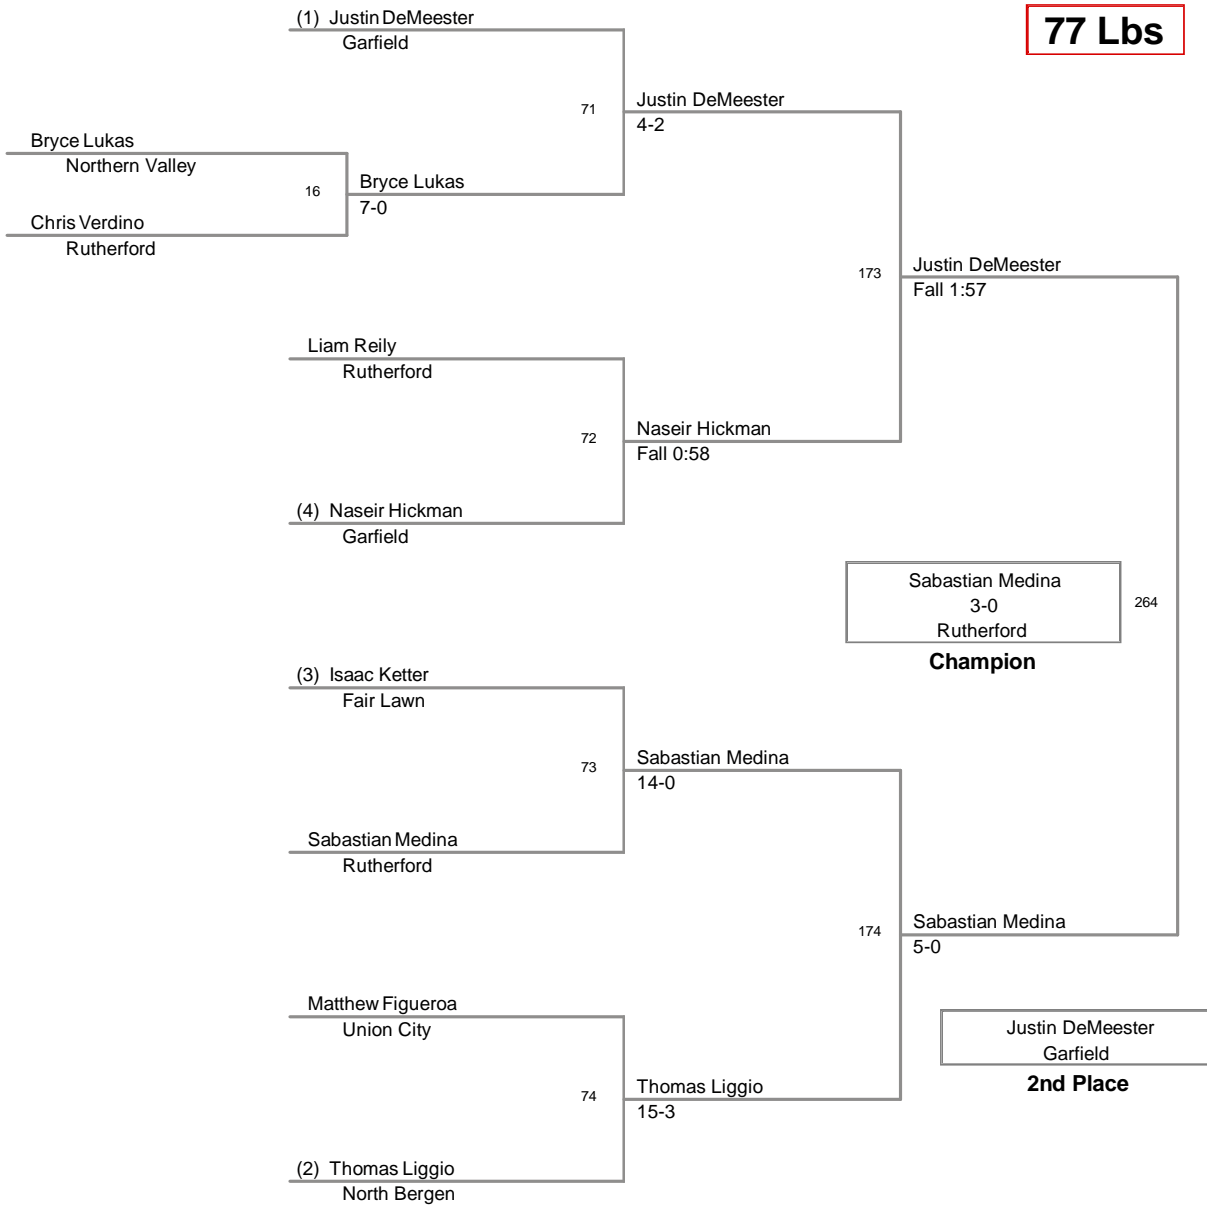 (1) Justin DeMeester
Garfield
77 Lbs
71
Justin DeMeester
4-2
Bryce Lukas
Northern Valley
16
Bryce Lukas
7-0
Chris Verdino
Rutherford
173
Justin DeMeester
Fall 1:57
Liam Reily
Rutherford
72
Naseir Hickman
Fall 0:58
(4) Naseir Hickman
Garfield
Sabastian Medina
3-0
Rutherford
264
Champion
(3) Isaac Ketter
Fair Lawn
73
Sabastian Medina
14-0
Sabastian Medina
Rutherford
174
Sabastian Medina
5-0
Matthew Figueroa
Union City
Justin DeMeester
Garfield
2nd Place
74
Thomas Liggio
15-3
(2) Thomas Liggio
North Bergen